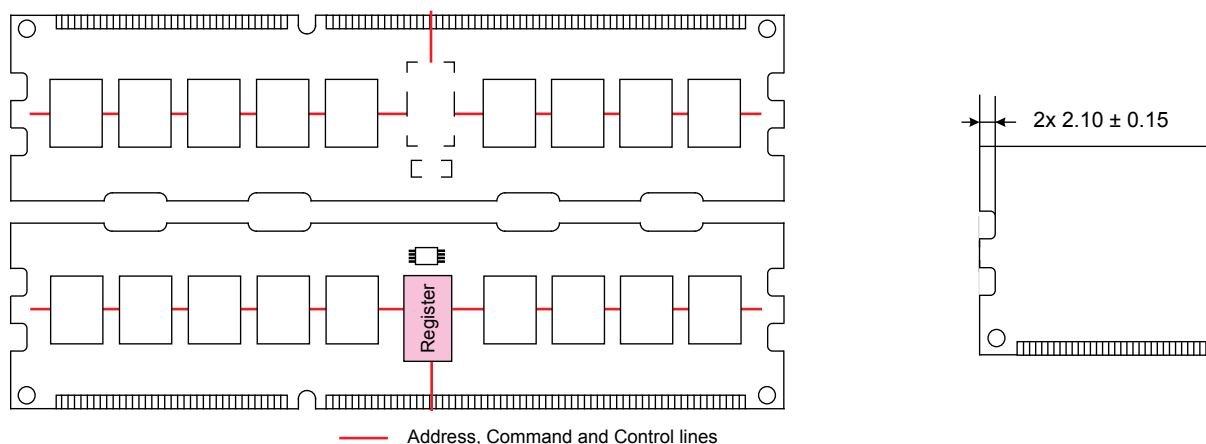 2x 2.10 ± 0.15
Register
Address, Command and Control lines